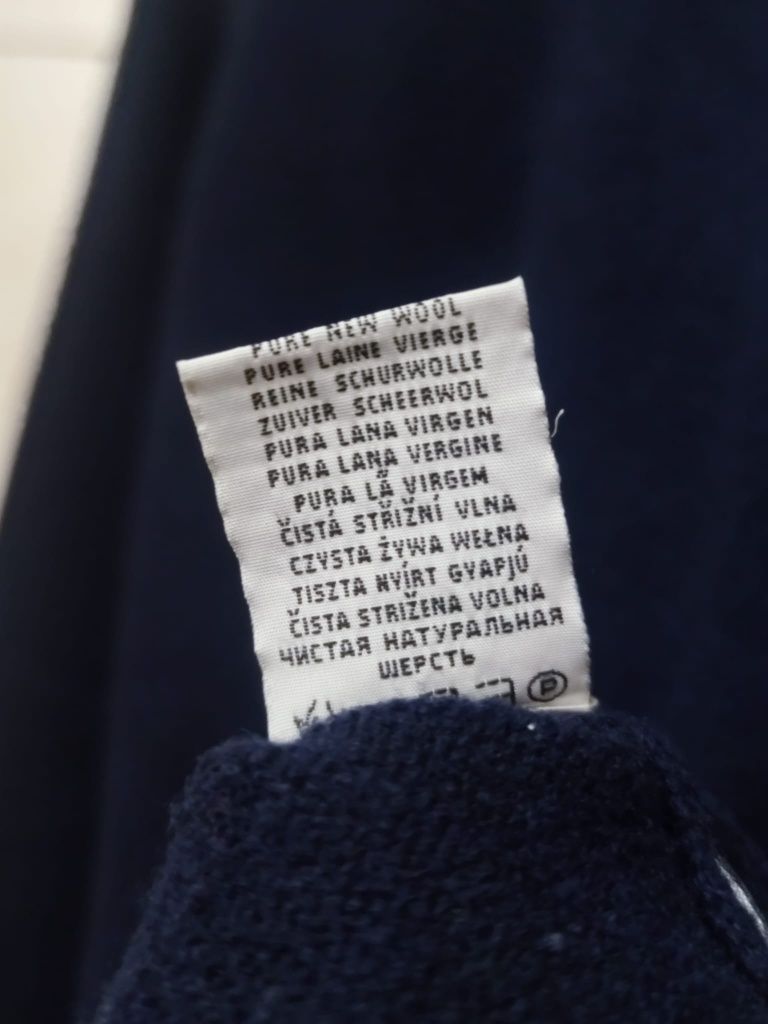 PURE NEW WOOL
PURE LAINE VIERGE
REINE SCHURWOLLE
ZUIVER SCHEERWOL
PURA LANA VIRGEN
PURA LANA VERGINE
PURA LÃ VIRGEM
ČISTÁ STŘIŽNÍ VLNA
CZYSTA ŻYWA WEŁNA
TISZTA NYÍRT GYAPJÚ
ČISTA STRIŽENA VOLNA
ЧИСТАЯ НАТУРАЛЬНАЯ
ШЕРСТЬ
P